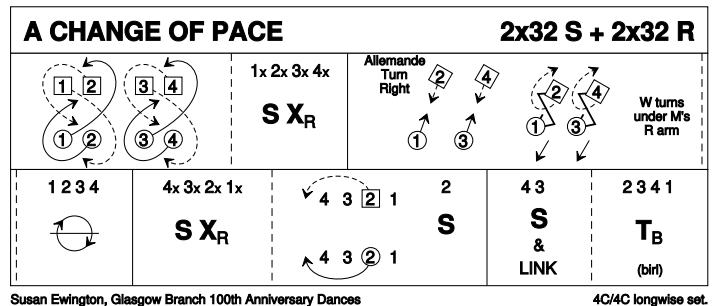 A CHANGE OF PACE 2x32 S + 2x32 R
1 2 3 4
1 2 3 4
1x 2x 3x 4x
S XR
Allemande
Turn
Right
2 4
1 3
2 4
1 3
W turns
under M's
R arm
1 2 3 4
4x 3x 2x 1x
S XR
4 3 2 1
4 3 2 1
2
S
4 3
S
&
LINK
2 3 4 1
TB
(birl)
Susan Ewington, Glasgow Branch 100th Anniversary Dances 4C/4C longwise set.